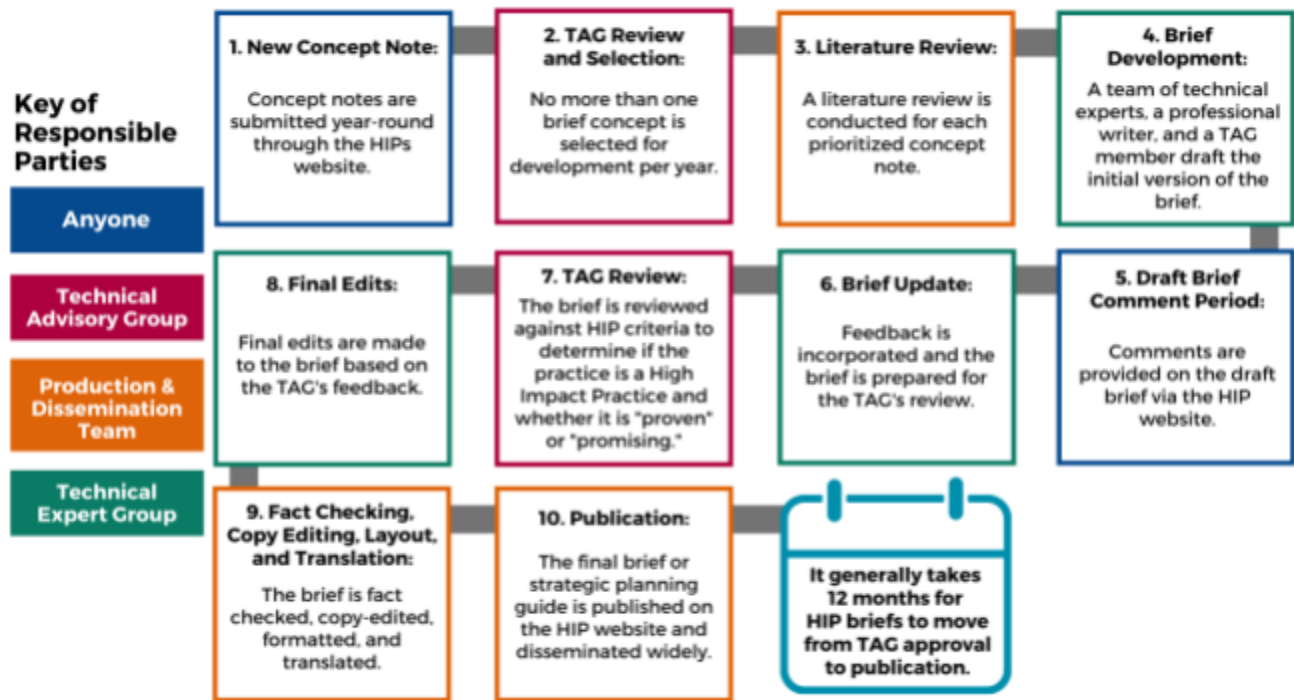 Key of
Responsible
Parties
Anyone
Technical
Advisory Group
Production &
Dissemination
Team
Technical
Expert Group
1. New Concept Note:
Concept notes are
submitted year-round
through the HIPs
website.
2. TAG Review
and Selection:
No more than one
brief concept is
selected for
development per year.
3. Literature Review:
A literature review is
conducted for each
prioritized concept
note.
4. Brief
Development:
A team of technical
experts, a professional
writer, and a TAG
member draft the
initial version of the
brief.
5. Draft Brief
Comment Period:
Comments are
provided on the draft
brief via the HIP
website.
6. Brief Update:
Feedback is
incorporated and the
brief is prepared for
the TAG's review.
7. TAG Review:
The brief is reviewed
against HIP criteria to
determine if the
practice is a High
Impact Practice and
whether it is "proven"
or "promising."
8. Final Edits:
Final edits are made
to the brief based on
the TAG's feedback.
9. Fact Checking,
Copy Editing, Layout,
and Translation:
The brief is fact
checked, copy-edited,
formatted, and
translated.
10. Publication:
The final brief or
strategic planning
guide is published on
the HIP website and
disseminated widely.
It generally takes
12 months for
HIP briefs to move
from TAG approval
to publication.